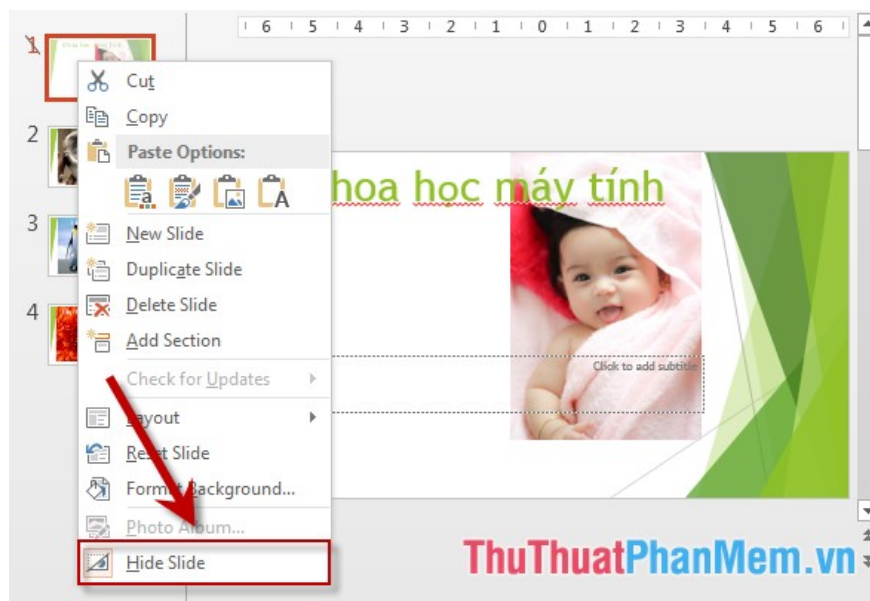 6 5 4 3 2 1 0 1 2 3 4 5 6
1
2
3
4
Cut
Copy
Paste Options:
New Slide
Duplicate Slide
Delete Slide
Add Section
Check for Updates
Layout
Reset Slide
Format Background...
Photo Album...
Hide Slide
hoa học máy tính
Click to add subtitle
ThuThuatPhanMem.vn